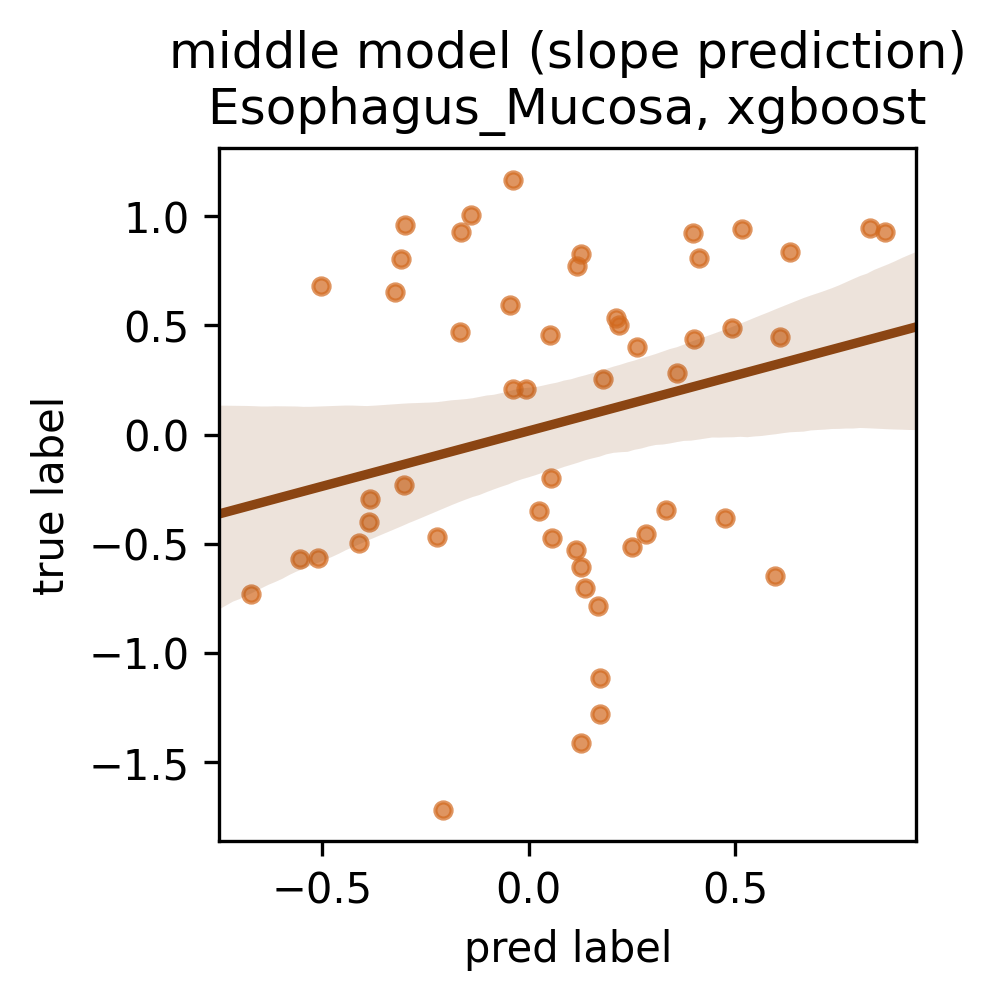 middle model (slope prediction)
Esophagus_Mucosa, xgboost
1.0
0.5
0.0
−0.5
−1.0
−1.5
true label
−0.5
0.0
0.5
pred label